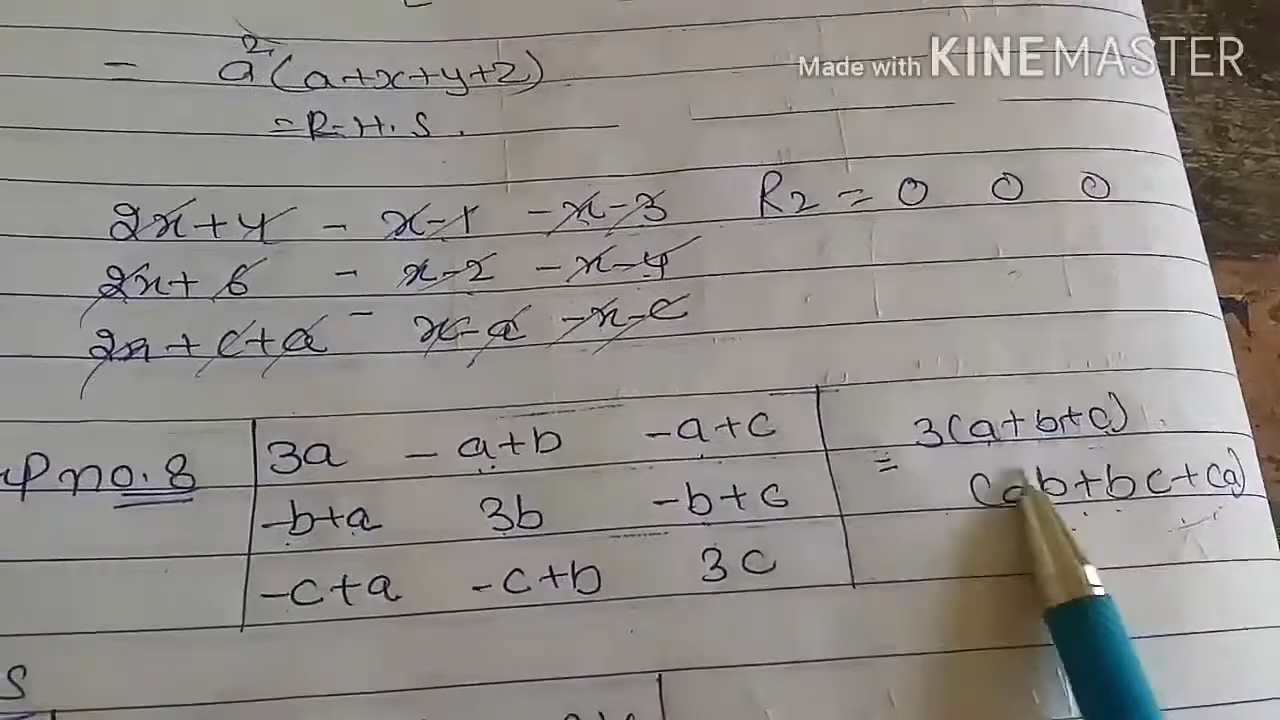 Made with KINEMASTER
= a²(a+x+y+z)
= R.H.S.
2x+4 - x-1 -x-3 R2 = 0 0 0
2x+6 - x-2 -x-4
2x+c+a - x-a -x-c
no.8
3a -a+b -a+c = 3(a+b+c)
-b+a 3b -b+c (ab+bc+ca)
-c+a -c+b 3c
S